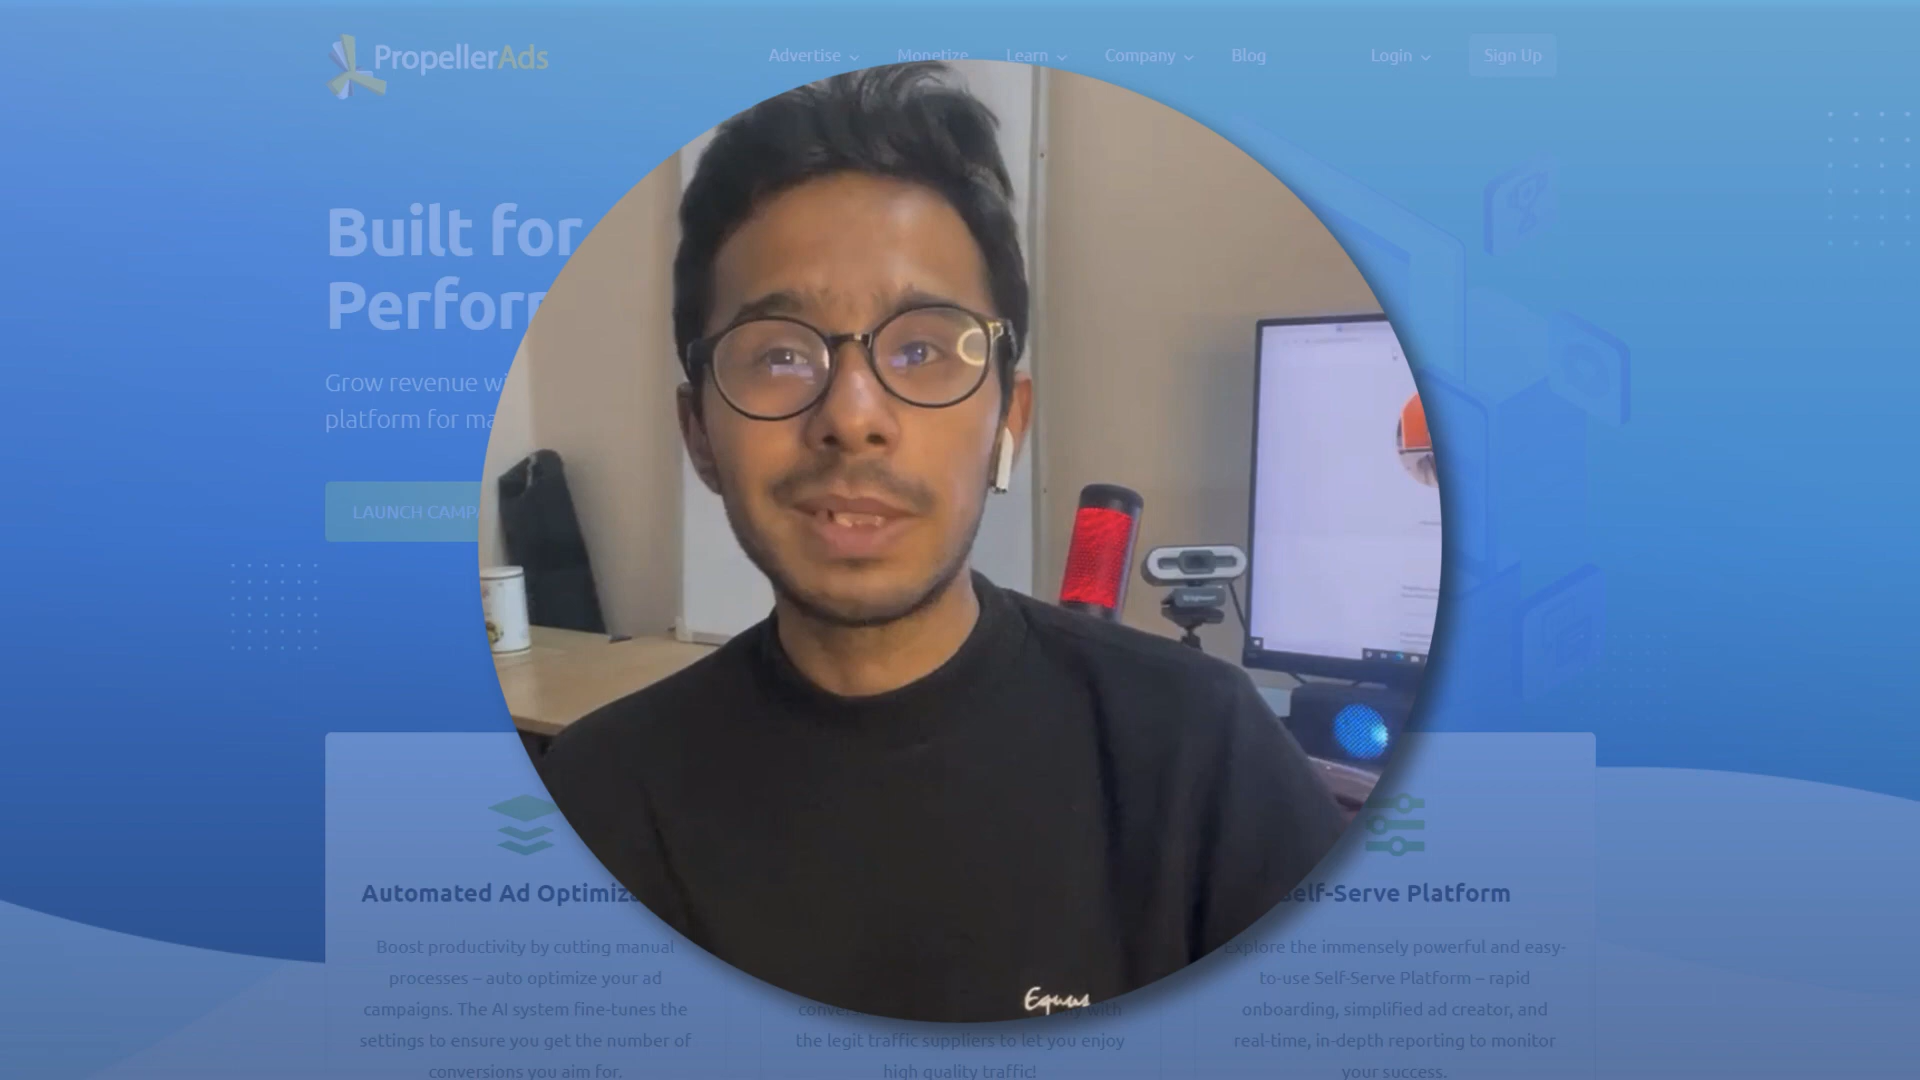 PropellerAds
Advertise
Monetize
Learn
Company
Blog
Login
Sign Up
Built for
Grow revenue
platform for
LAUNCH
Automated Ad
Boost productivity by cutting manual
processes – auto optimize your ad
campaigns. The AI system fine-tunes the
settings to ensure you get the number of
conversions you aim for.
with
the legit traffic suppliers to let you enjoy
high quality traffic!
Self-Serve Platform
Explore the immensely powerful and easy-
to-use Self-Serve Platform – rapid
onboarding, simplified ad creator, and
real-time, in-depth reporting to monitor
your success.
Equus